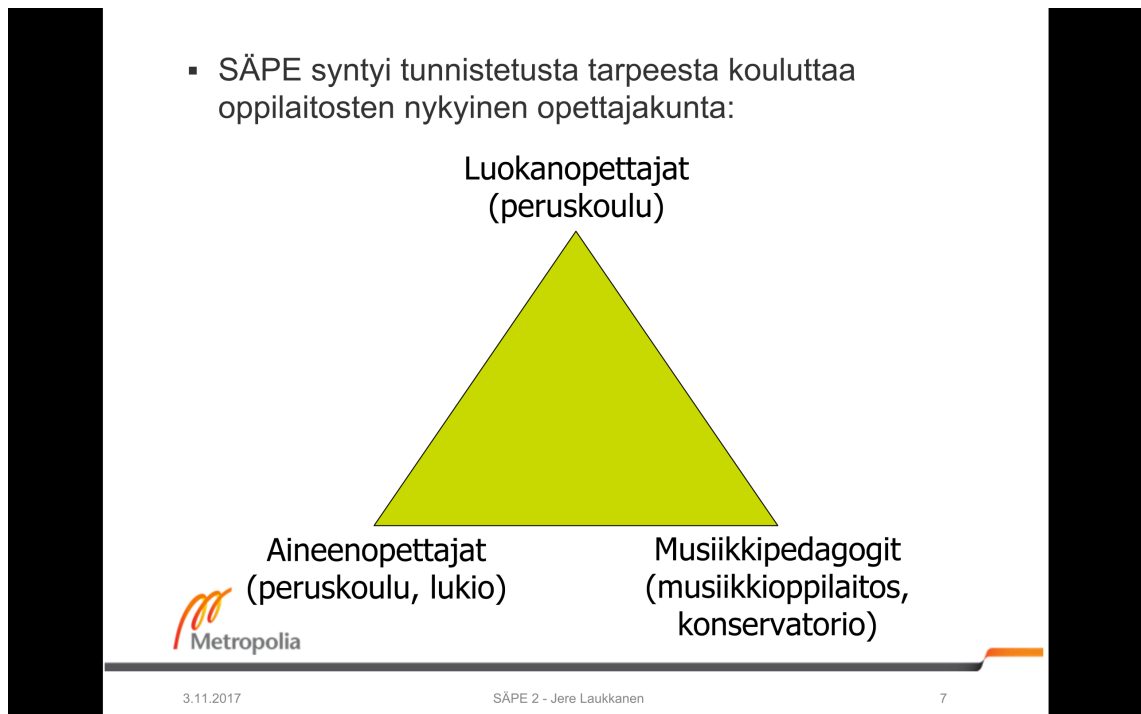 ▪ SÄPE syntyi tunnistetusta tarpeesta kouluttaa
oppilaitosten nykyinen opettajakunta:
Luokanopettajat
(peruskoulu)
Aineenopettajat
(peruskoulu, lukio)
Musiikkipedagogit
(musiikkioppilaitos,
konservatorio)
Metropolia
3.11.2017
SÄPE 2 - Jere Laukkanen
7